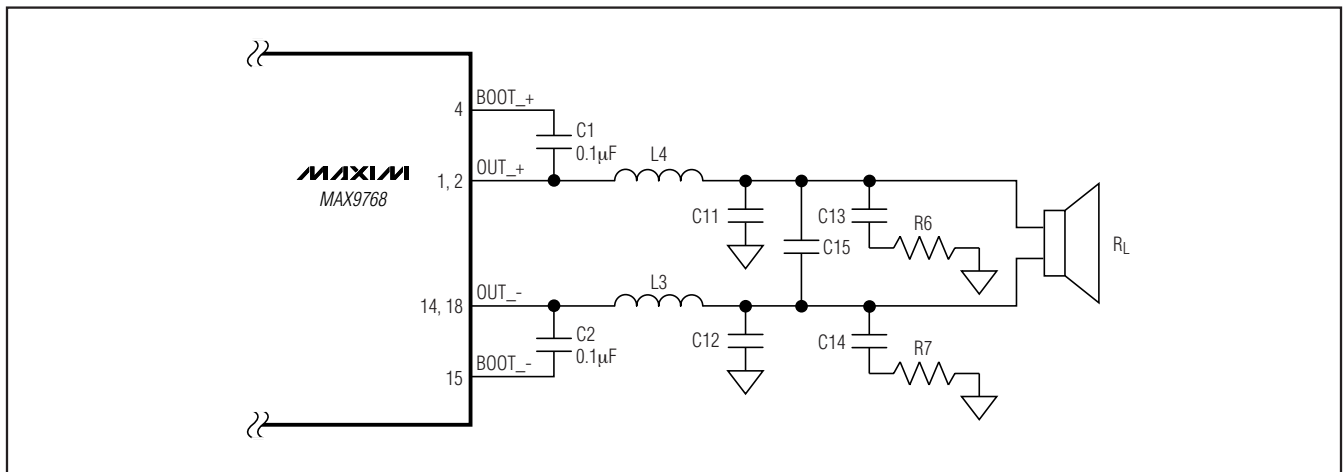 BOOT_+
4
C1
0.1µF
L4
MAXIM
MAX9768
1, 2
OUT_+
C11
C13
R6
C15
RL
L3
14, 18
OUT_-
C2
0.1µF
C12
C14
R7
BOOT_-
15